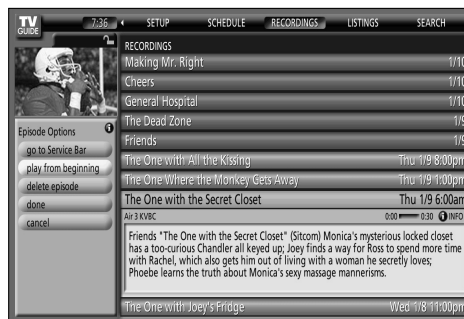 TV
GUIDE
7:36
SETUP SCHEDULE RECORDINGS LISTINGS SEARCH
RECORDINGS
Making Mr. Right 1/10
Cheers 1/10
General Hospital 1/10
The Dead Zone 1/9
Friends 1/9
The One with All the Kissing Thu 1/9 8:00pm
The One Where the Monkey Gets Away Thu 1/9 1:00pm
The One with the Secret Closet Thu 1/9 6:00am
Air 3 KVBC 0:00 0:30 INFO
Friends "The One with the Secret Closet" (Sitcom) Monica's mysterious locked closet
has a too-curious Chandler all keyed up; Joey finds a way for Ross to spend more time
with Rachel, which also gets him out of living with a woman he secretly loves;
Phoebe learns the truth about Monica's sexy massage mannerisms.
The One with Joey's Fridge Wed 1/8 11:00pm
Episode Options
go to Service Bar
play from beginning
delete episode
done
cancel